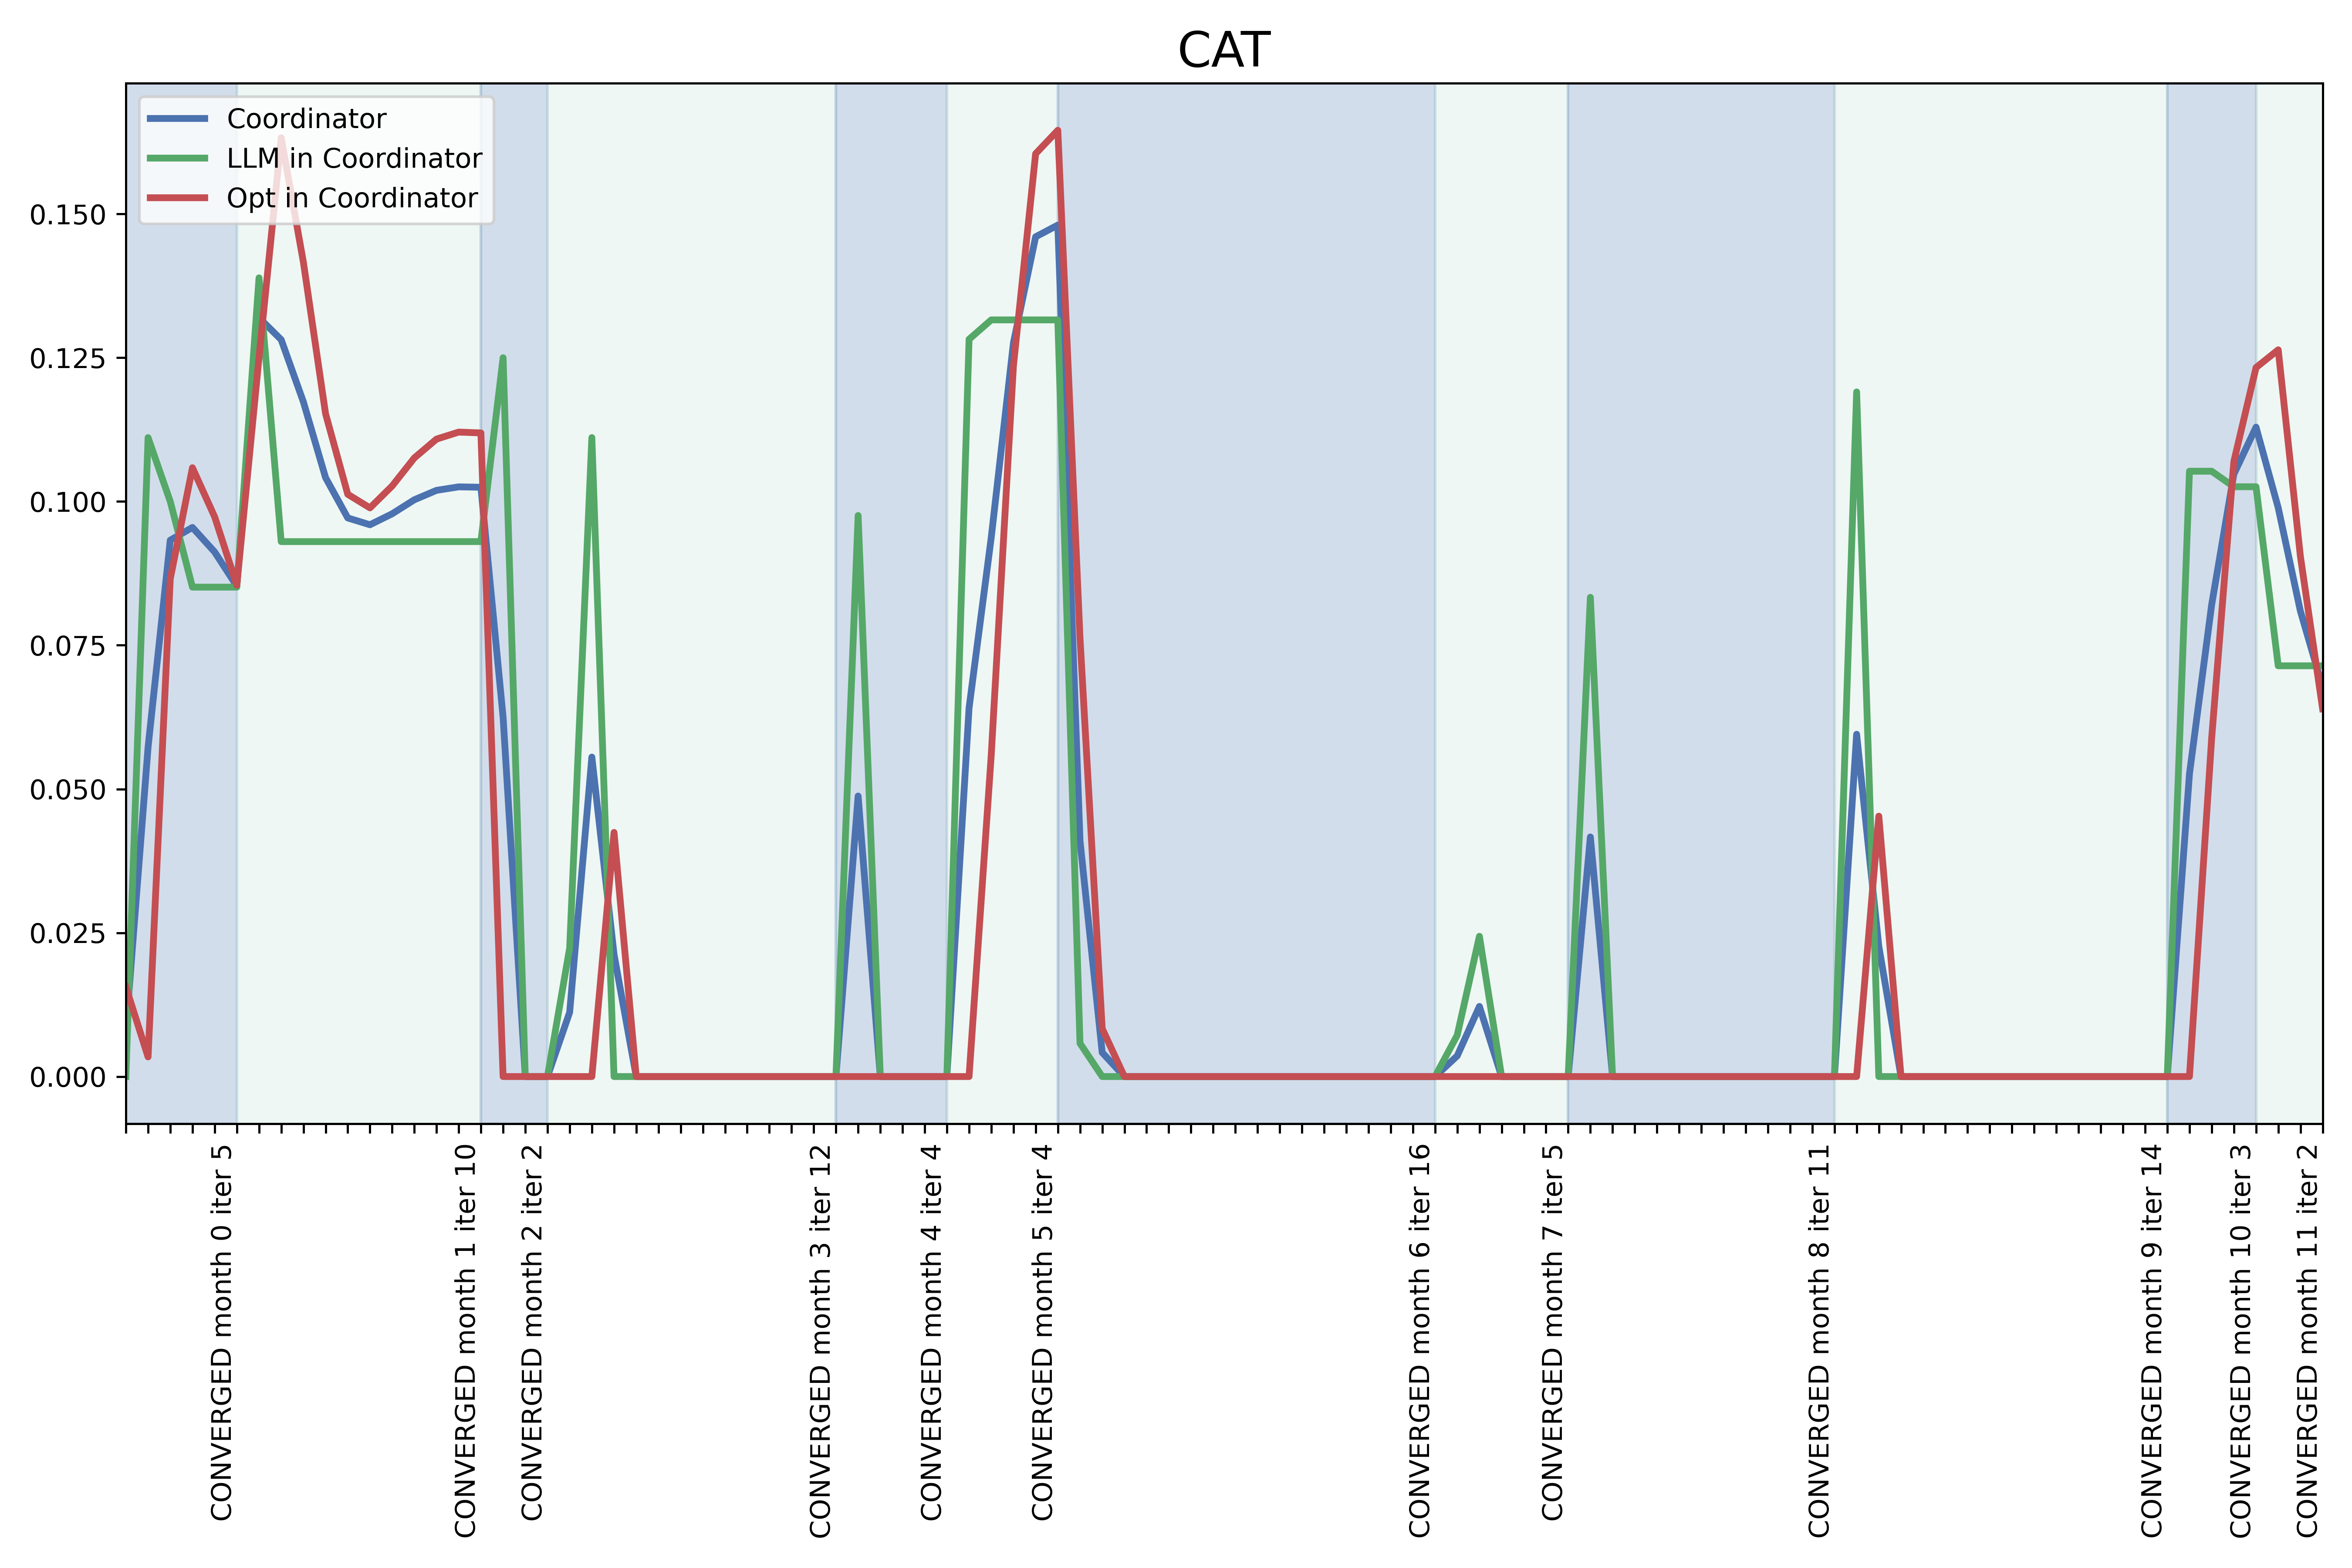 CAT
Coordinator
LLM in Coordinator
Opt in Coordinator
0.150
0.125
0.100
0.075
0.050
0.025
0.000
CONVERGED month 0 iter 5
CONVERGED month 1 iter 10
CONVERGED month 2 iter 2
CONVERGED month 3 iter 12
CONVERGED month 4 iter 4
CONVERGED month 5 iter 4
CONVERGED month 6 iter 16
CONVERGED month 7 iter 5
CONVERGED month 8 iter 11
CONVERGED month 9 iter 14
CONVERGED month 10 iter 3
CONVERGED month 11 iter 2